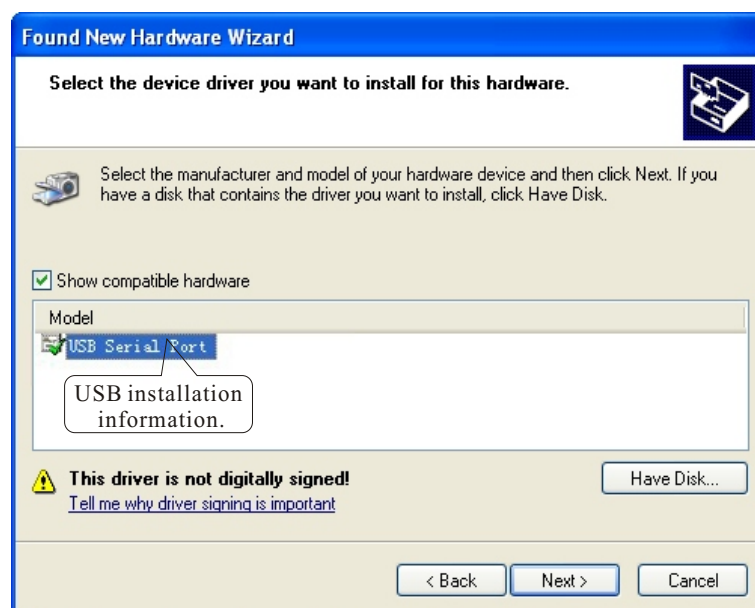 Found New Hardware Wizard
Select the device driver you want to install for this hardware.
Select the manufacturer and model of your hardware device and then click Next. If you
have a disk that contains the driver you want to install, click Have Disk.
Show compatible hardware
Model
USB Serial Port
USB installation
information.
This driver is not digitally signed!
Have Disk...
Tell me why driver signing is important
< Back
Next >
Cancel